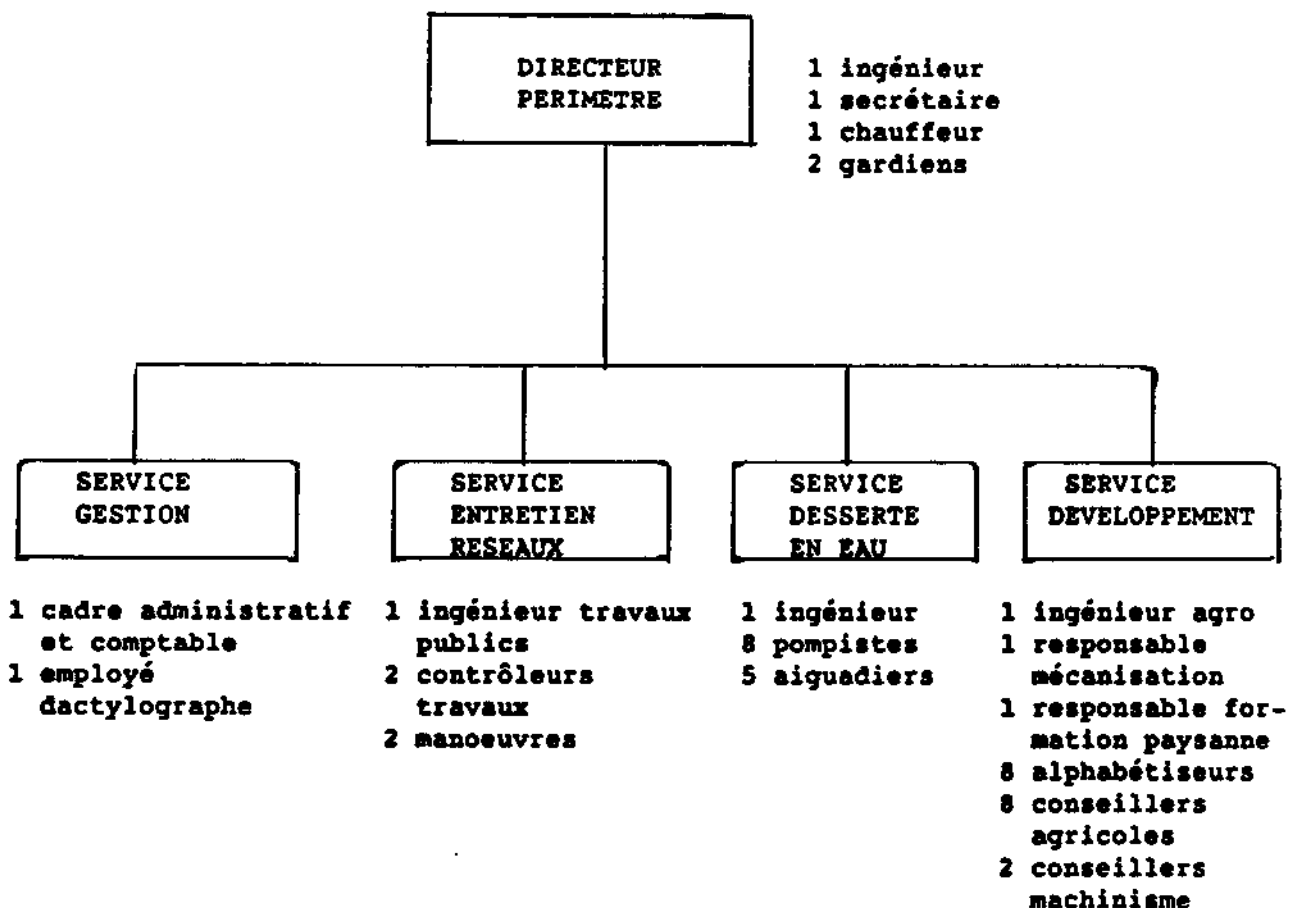 DIRECTEUR
PERIMETRE
1 ingénieur
1 secrétaire
1 chauffeur
2 gardiens
SERVICE
GESTION
1 cadre administratif
et comptable
1 employé
dactylographe
SERVICE
ENTRETIEN
RESEAUX
1 ingénieur travaux
publics
2 contrôleurs
travaux
2 manoeuvres
SERVICE
DESSERTE
EN EAU
1 ingénieur
8 pompistes
5 aiguadiers
SERVICE
DEVELOPPEMENT
1 ingénieur agro
1 responsable
mécanisation
1 responsable for-
mation paysanne
8 alphabétiseurs
8 conseillers
agricoles
2 conseillers
machinisme